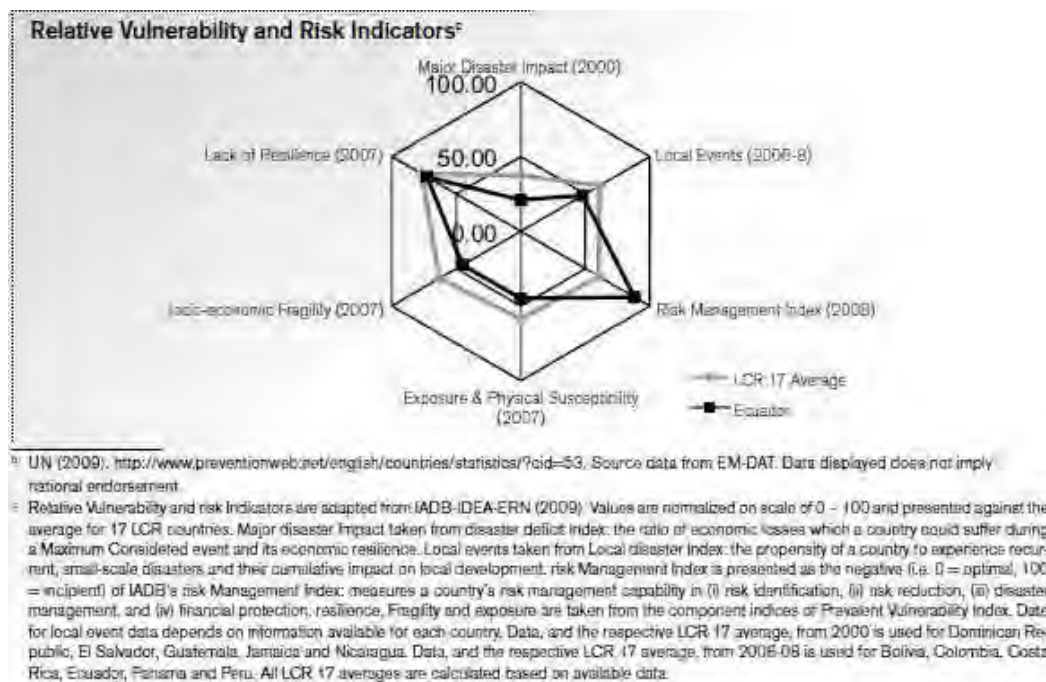 Relative Vulnerability and Risk Indicators c
Major Disaster Impact (2000)
100.00
Lack of Resilience (2007)
50.00
Local Events (2006-8)
0.00
Socio-economic Fragility (2007)
Risk Management Index (2008)
LCR 17 Average
Exposure & Physical Susceptibility
(2007)
Ecuador
b UN (2009). http://www.preventionweb.net/english/countries/statistics/?cid=53. Source data from EM-DAT. Data displayed does not imply
national endorsement
c Relative Vulnerability and risk Indicators are adapted from IADB-IDEA-ERN (2009). Values are normalized on scale of 0 – 100 and presented against the
average for 17 LCR countries. Major disaster Impact taken from disaster deficit Index: the ratio of economic losses which a country could suffer during
a Maximum Considered event and its economic resilience. Local events taken from Local disaster Index: the propensity of a country to experience recur-
rent, small-scale disasters and their cumulative impact on local development. risk Management Index is presented as the negative (i.e. 0 = optimal, 100
= incipient) of IADB's risk Management Index: measures a country's risk management capability in (i) risk identification, (ii) risk reduction, (iii) disaster
management, and (iv) financial protection. resilience, Fragility and exposure are taken from the component indices of Prevalent Vulnerability Index. Date
for local event data depends on information available for each country. Data, and the respective LCR 17 average, from 2000 is used for Dominican Re-
public, El Salvador, Guatemala, Jamaica and Nicaragua. Data, and the respective LCR 17 average, from 2006-08 is used for Bolivia, Colombia, Costa
Rica, Ecuador, Panama and Peru. All LCR 17 averages are calculated based on available data.